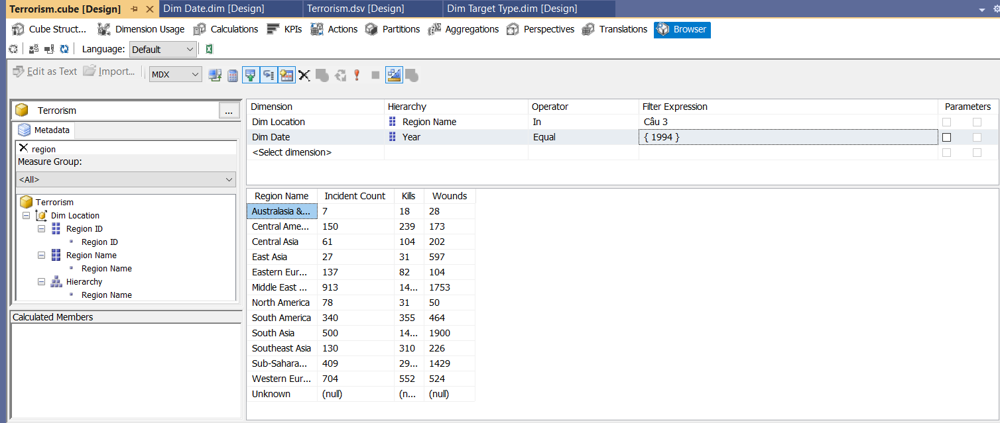 Terrorism.cube [Design] Dim Date.dim [Design] Terrorism.dsv [Design] Dim Target Type.dim [Design]
Cube Struct... Dimension Usage Calculations KPIs Actions Partitions Aggregations Perspectives Translations Browser
Language: Default
Edit as Text Import... MDX
Terrorism ...
Metadata
region
Measure Group:
<All>
Terrorism
Dim Location
Region ID
Region ID
Region Name
Region Name
Hierarchy
Region Name
Calculated Members
Dimension Hierarchy Operator Filter Expression Parameters
Dim Location Region Name In Câu 3
Dim Date Year Equal { 1994 }
<Select dimension>
Region Name Incident Count Kills Wounds
Australasia &... 7 18 28
Central Ame... 150 239 173
Central Asia 61 104 202
East Asia 27 31 597
Eastern Eur... 137 82 104
Middle East ... 913 14... 1753
North America 78 31 50
South America 340 355 464
South Asia 500 14... 1900
Southeast Asia 130 310 226
Sub-Sahara... 409 29... 1429
Western Eur... 704 552 524
Unknown (null) (n... (null)